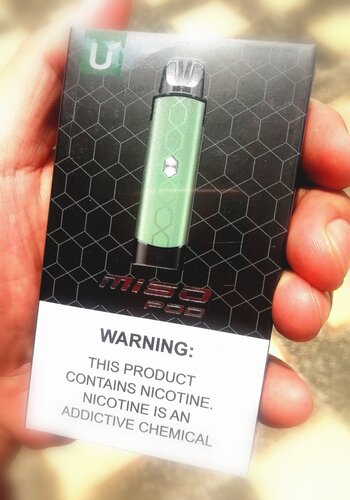 U
MISO
POD
WARNING:
THIS PRODUCT
CONTAINS NICOTINE.
NICOTINE IS AN
ADDICTIVE CHEMICAL